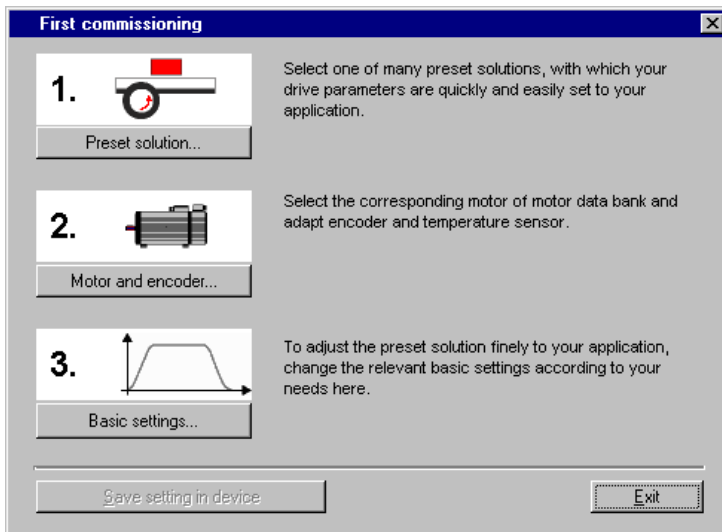 First commissioning
1.
Select one of many preset solutions, with which your
drive parameters are quickly and easily set to your
application.
Preset solution...
2.
Select the corresponding motor of motor data bank and
adapt encoder and temperature sensor.
Motor and encoder...
3.
To adjust the preset solution finely to your application,
change the relevant basic settings according to your
needs here.
Basic settings...
Save setting in device
Exit